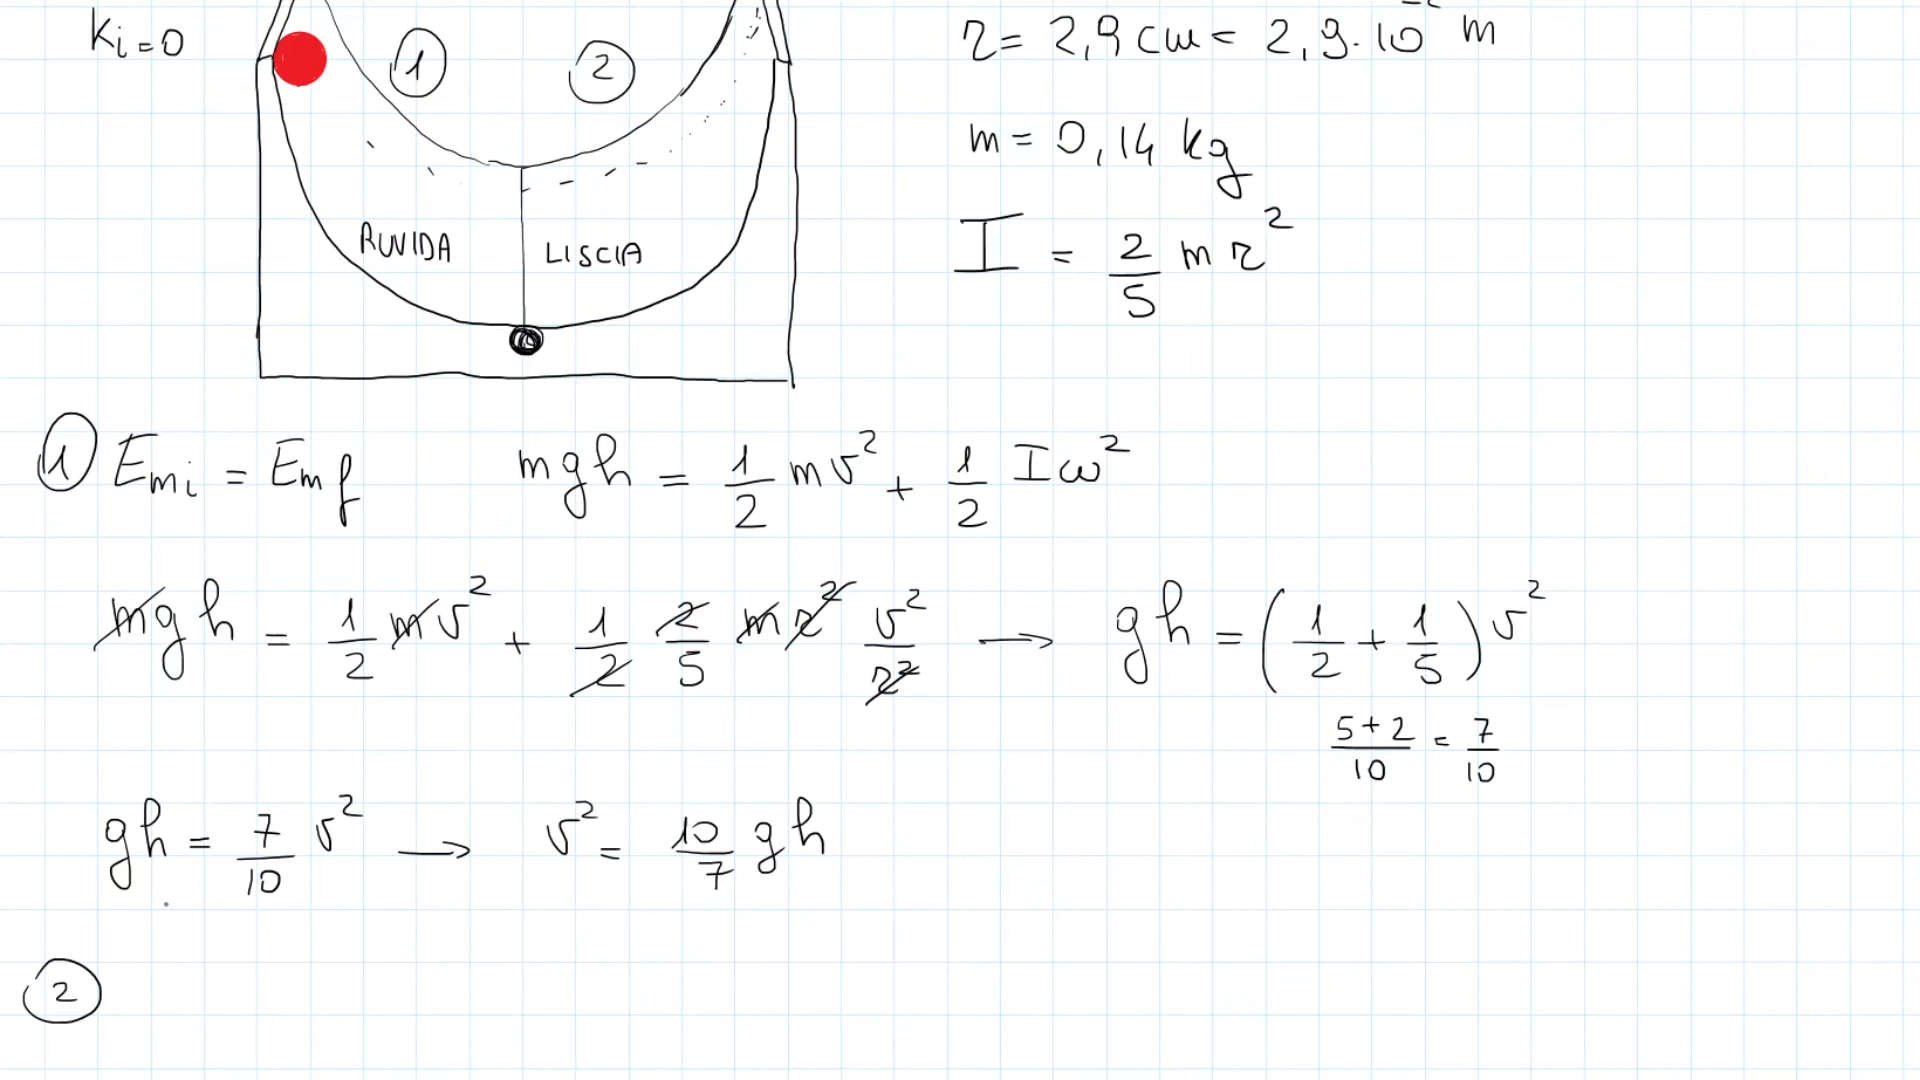 Ki=0
1
2
r = 2,9 cm = 2,9·10⁻² m
m = 0,14 kg
I = 2/5 m r²
RUVIDA
LISCIA
1 Emi = Emf mgh = 1/2 mv² + 1/2 Iω²
mgh = 1/2 mv² + 1/2 2/5 mr² v²/r² → gh = (1/2 + 1/5) v²
5+2/10 = 7/10
gh = 7/10 v² → v² = 10/7 gh
2